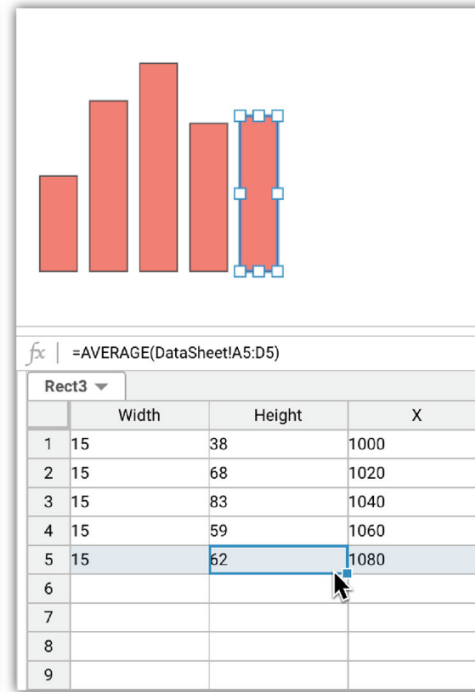 fx =AVERAGE(DataSheet!A5:D5)
Rect3
Width Height X
1 15 38 1000
2 15 68 1020
3 15 83 1040
4 15 59 1060
5 15 62 1080
6
7
8
9